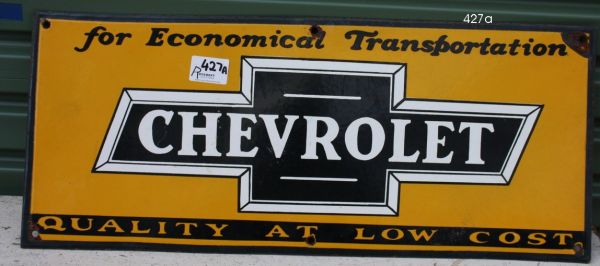 427a
for Economical Transportation
427A
CHEVROLET
QUALITY AT LOW COST